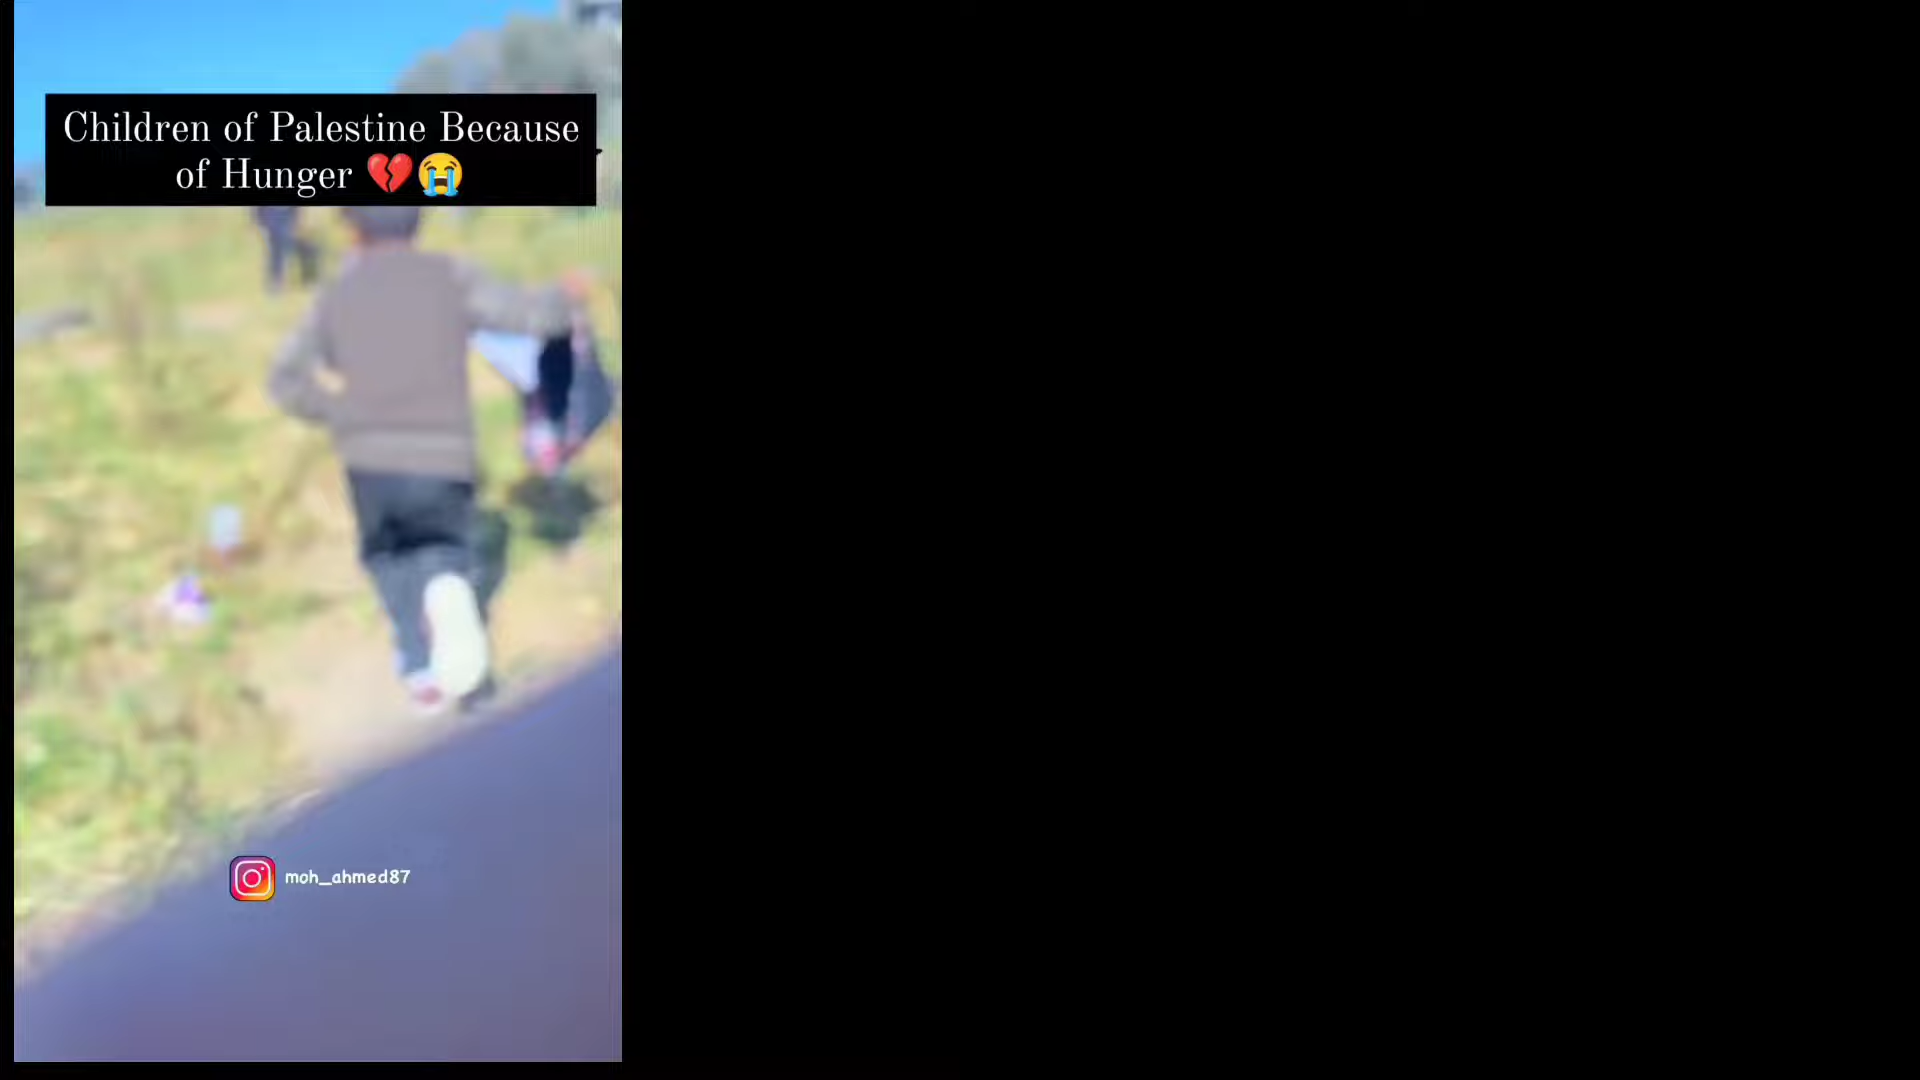 Children of Palestine Because
of Hunger 💔😭
moh_ahmed87